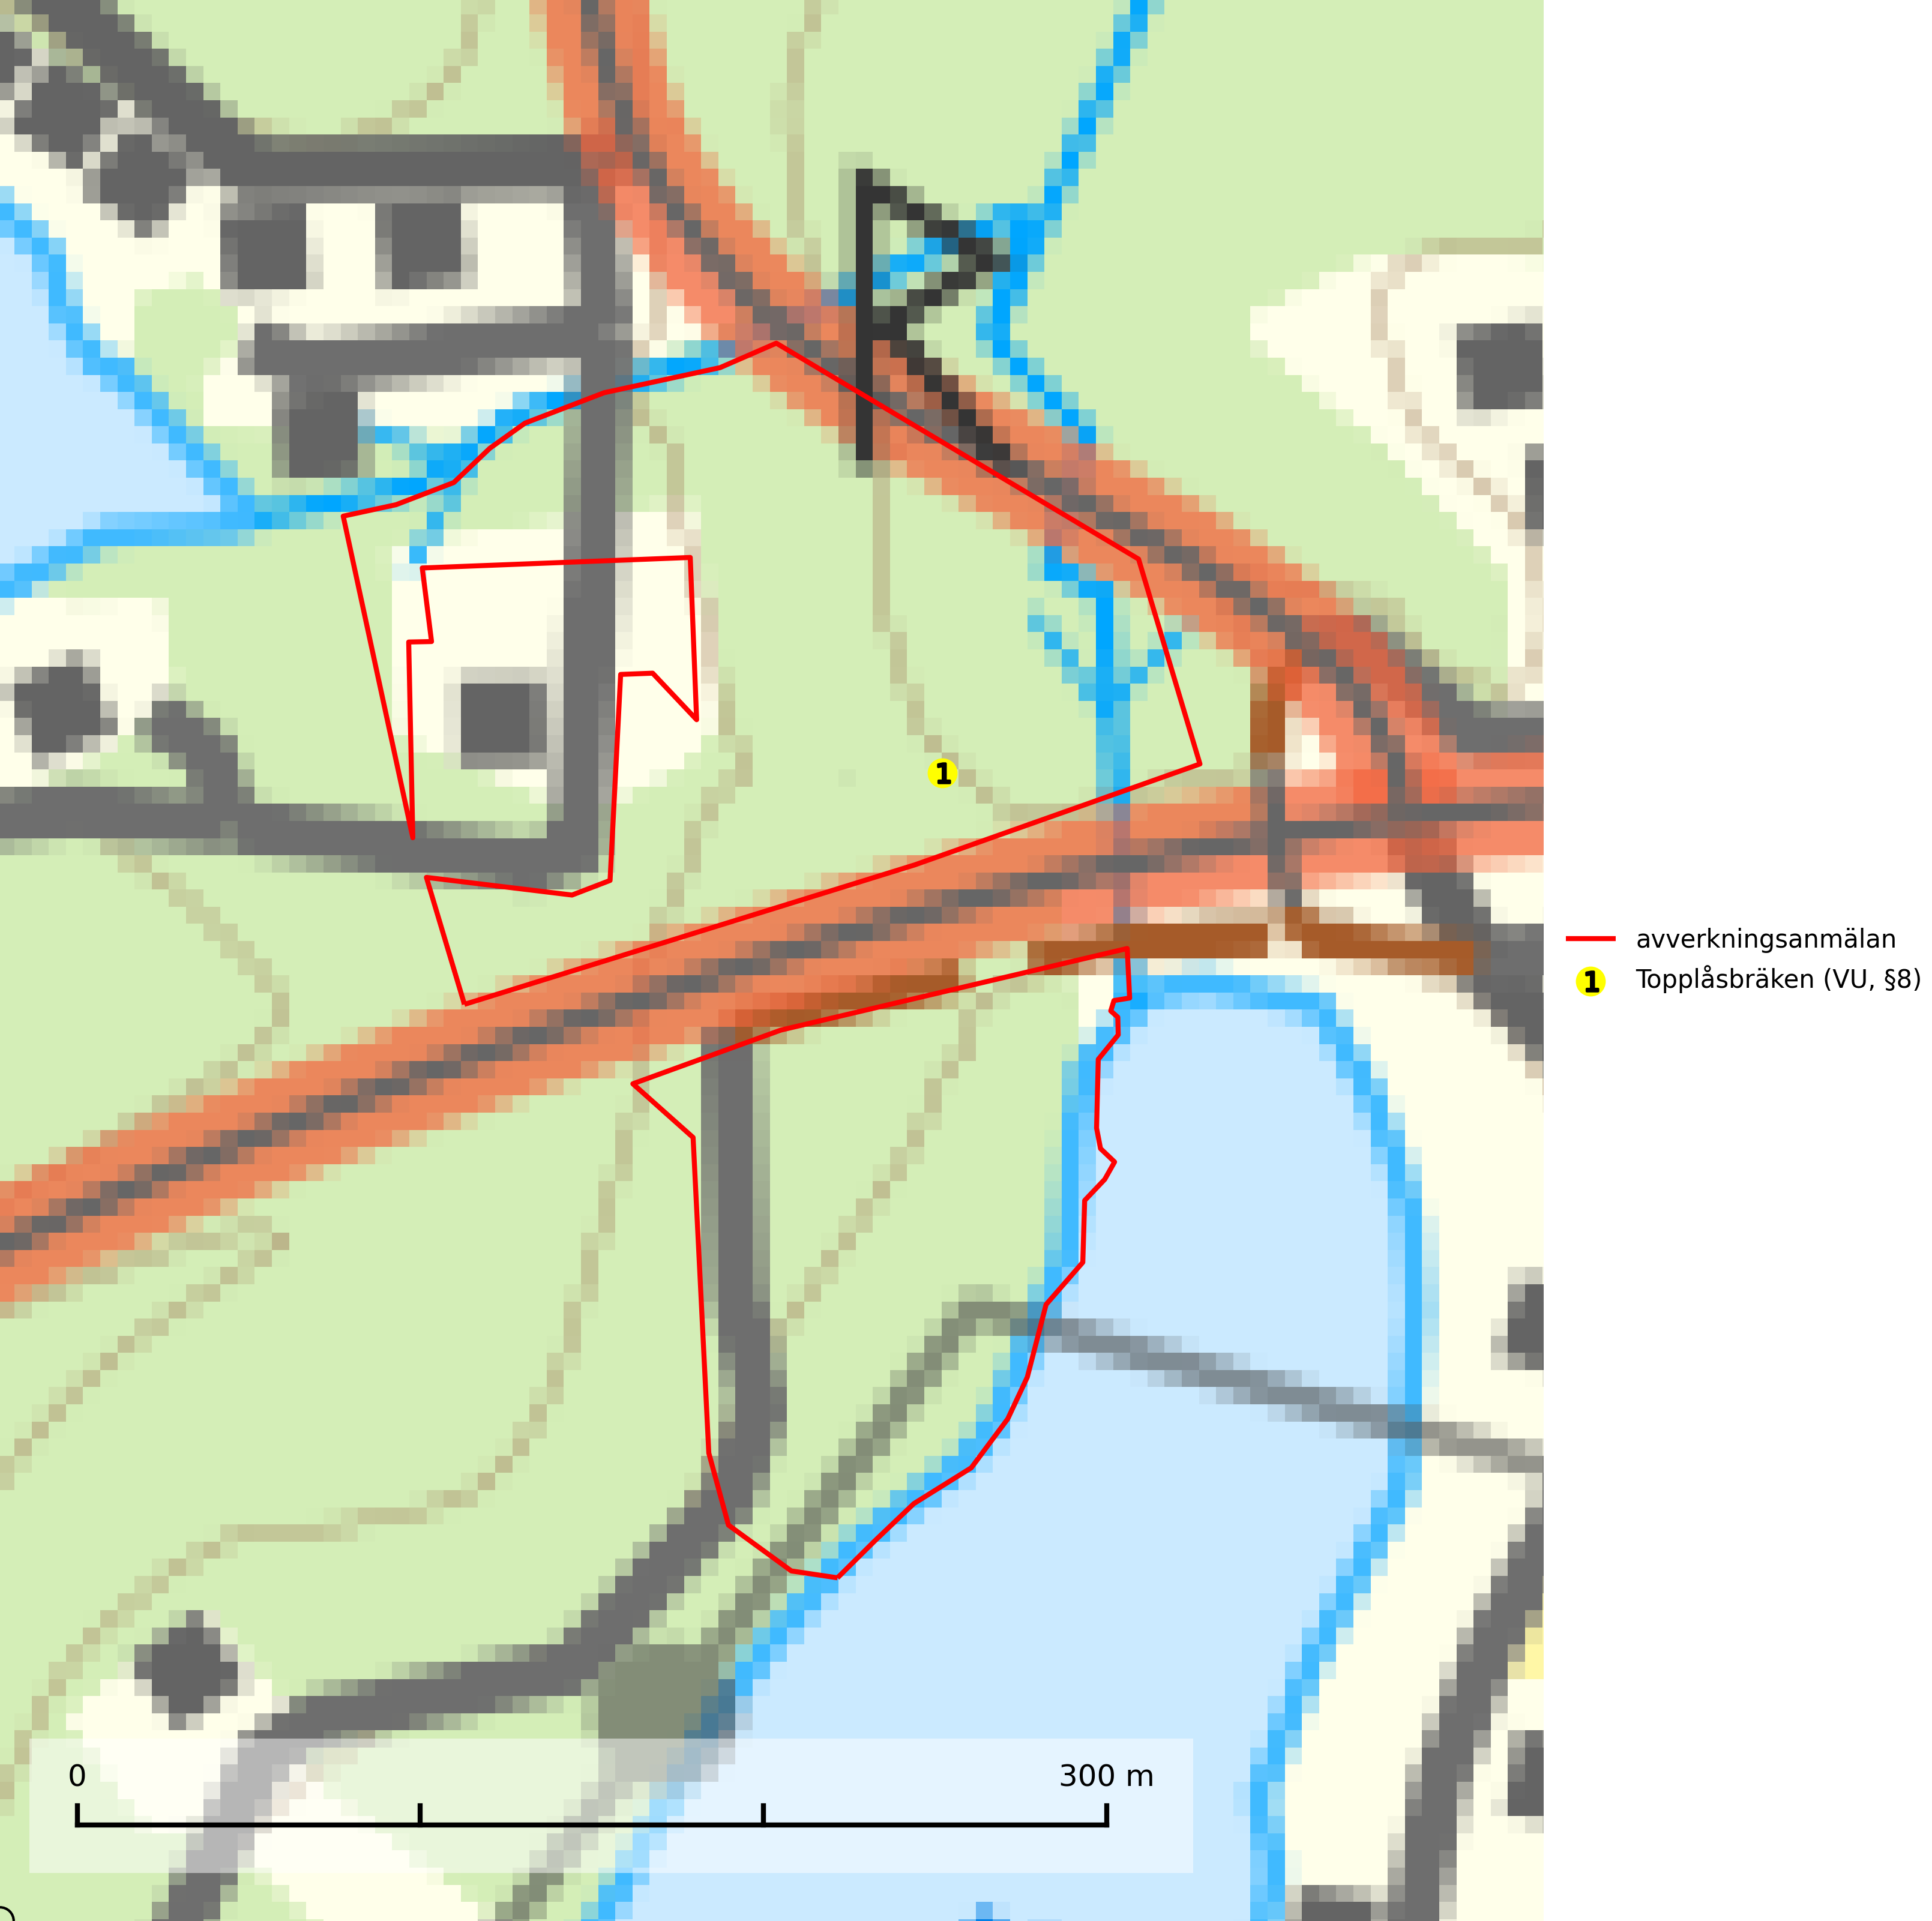 1
avverkningsanmälan
1 Topplåsbräken (VU, §8)
0 300 m